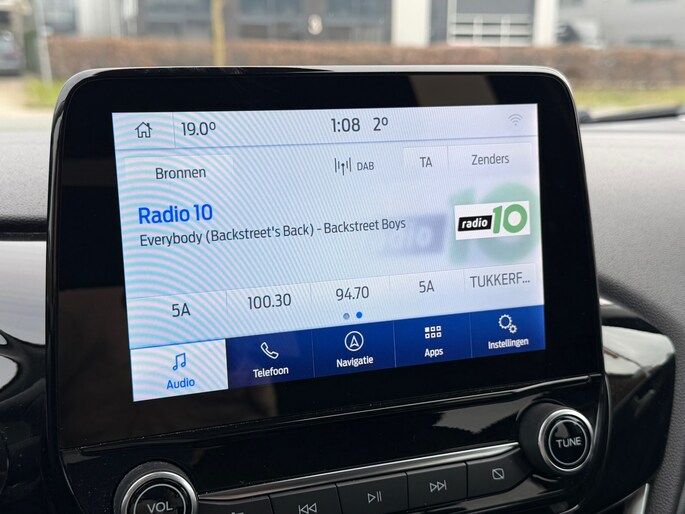 19.0° 1:08 2°
Bronnen DAB TA Zenders
Radio 10
Everybody (Backstreet's Back) - Backstreet Boys
radio 10
5A 100.30 94.70 5A TUKKERF...
Audio Telefoon Navigatie Apps Instellingen
VOL TUNE